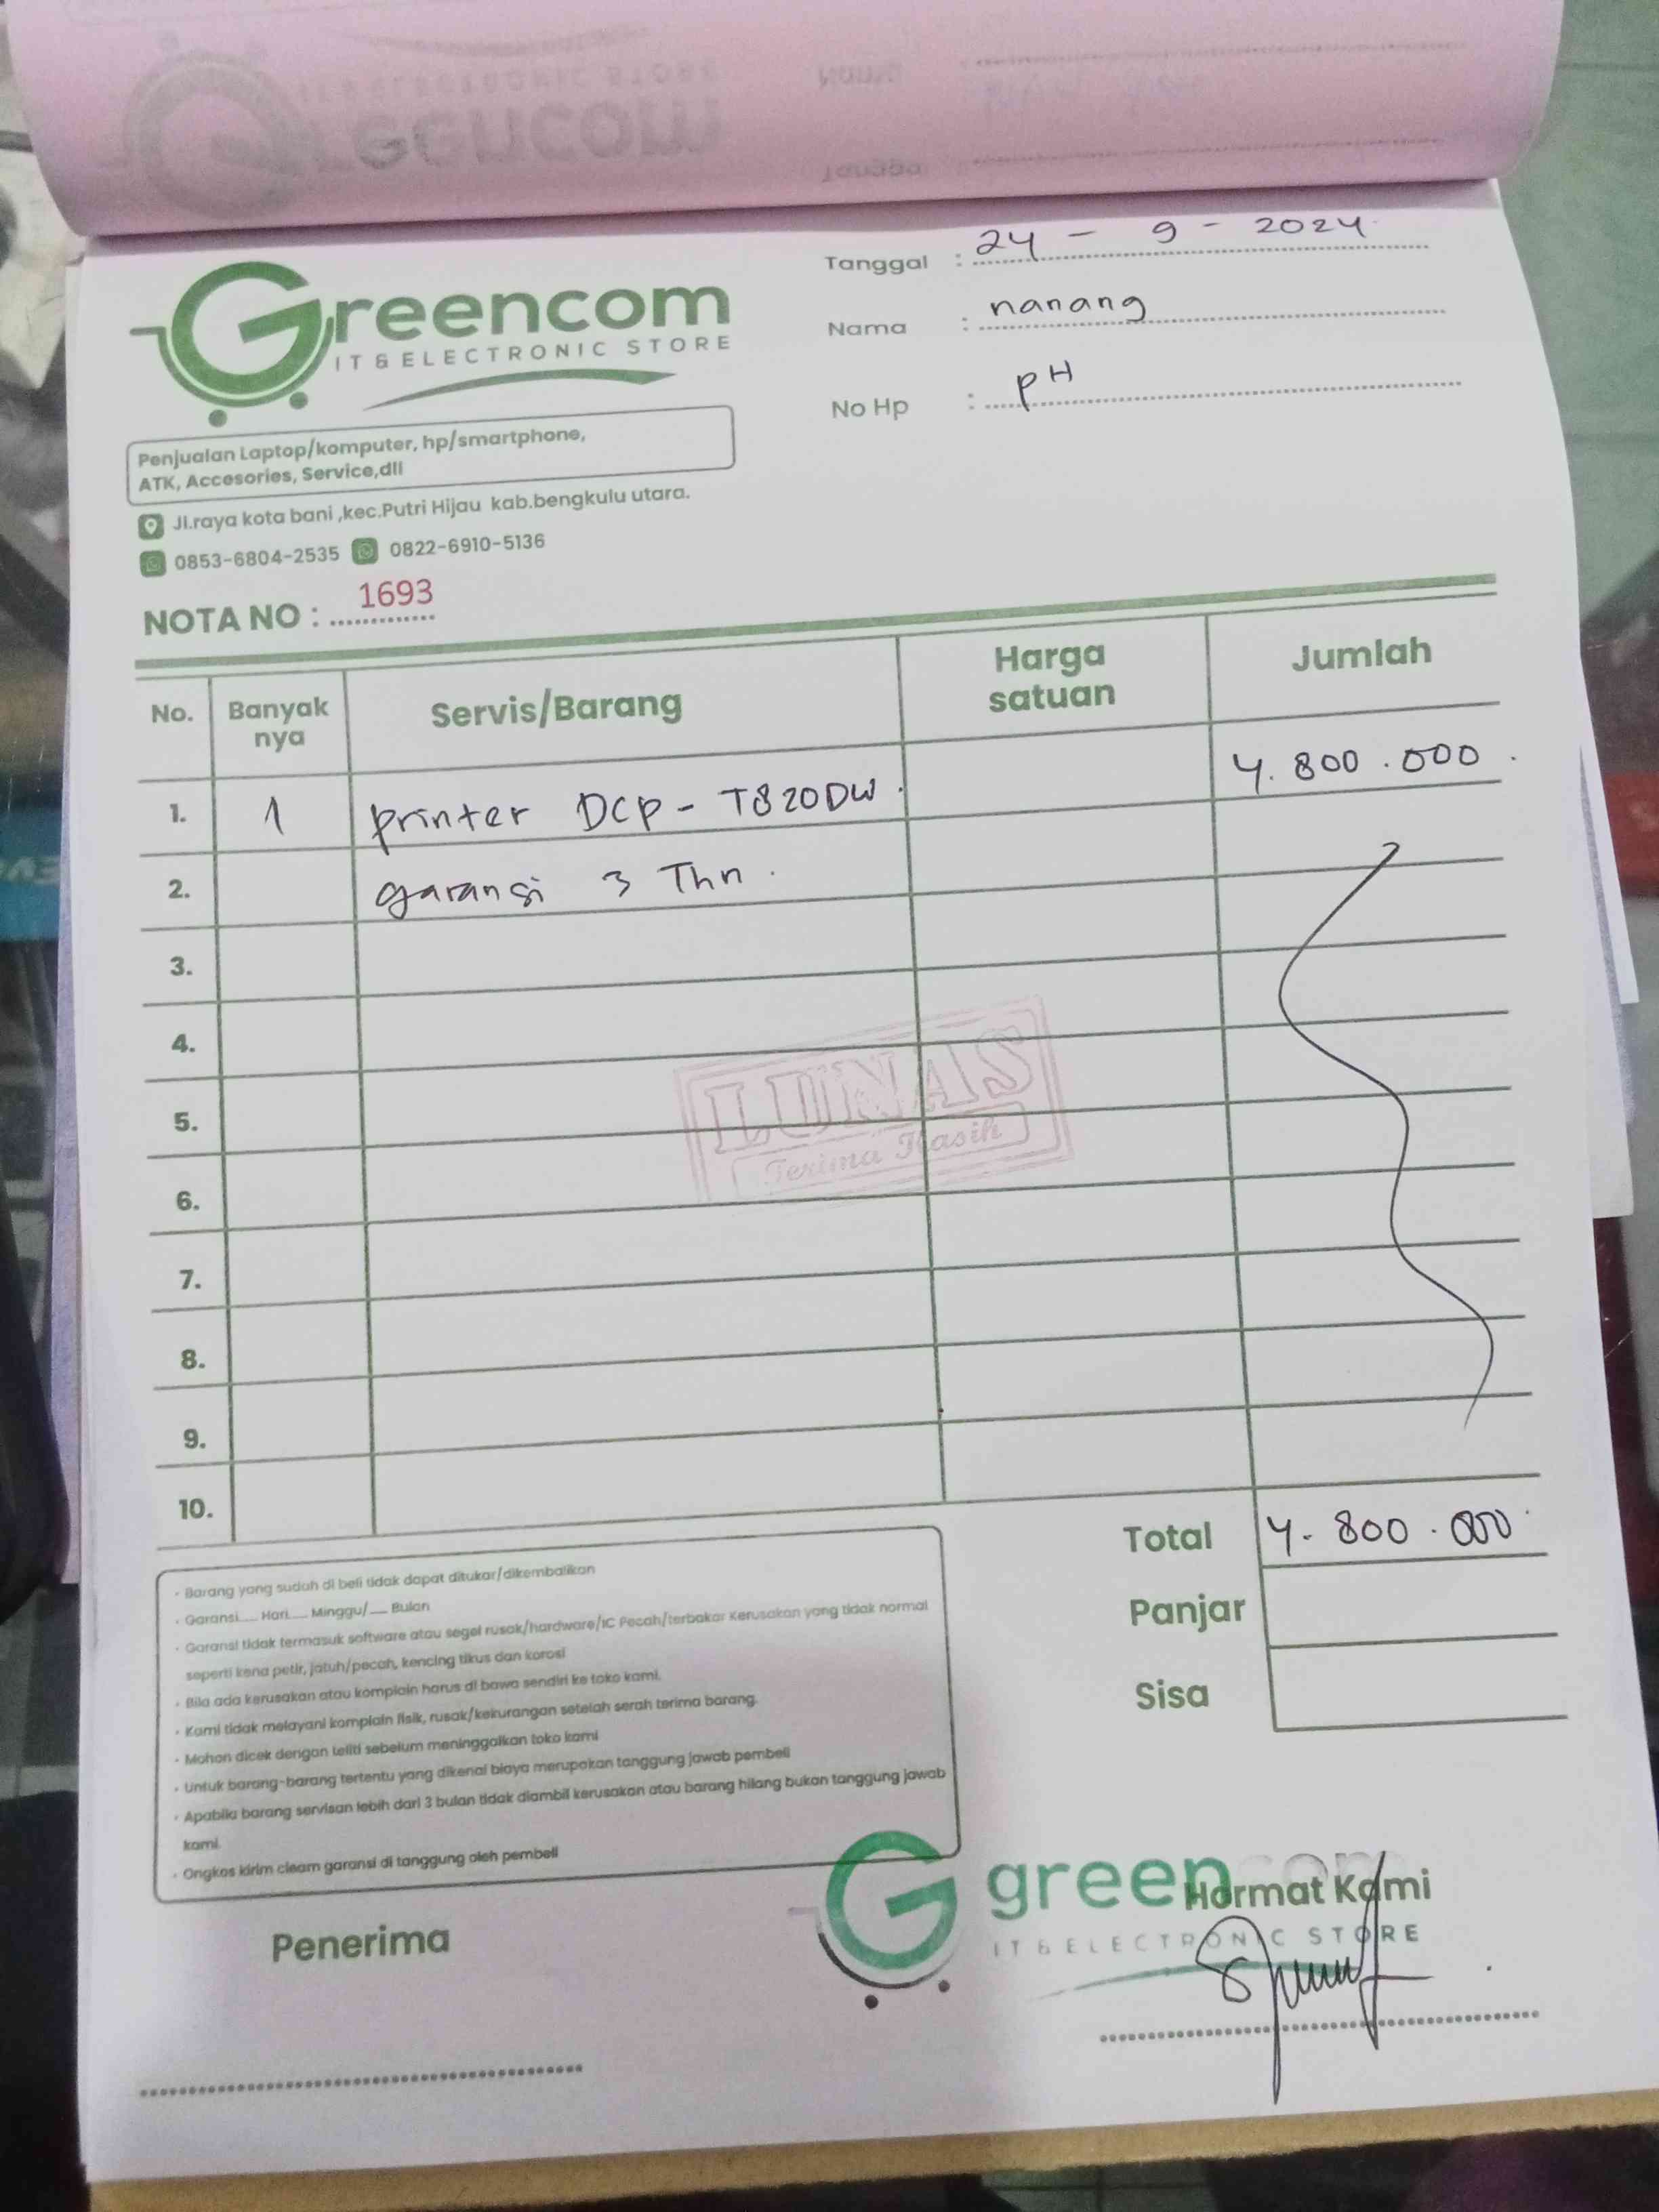 Tanggal : 24 - 9 - 2024
Nama : nanang
No Hp : pH
Greencom
IT & ELECTRONIC STORE
Penjualan Laptop/komputer, hp/smartphone,
ATK, Accesories, Service,dll
Jl.raya kota bani ,kec.Putri Hijau kab.bengkulu utara.
0853-6804-2535 0822-6910-5136
NOTA NO : 1693
No. Banyak nya Servis/Barang Harga satuan Jumlah
1. 1 printer DCP - T820DW. 4.800.000.
2. garansi 3 Thn.
3.
4.
5.
6.
7.
8.
9.
10.
LUNAS
Terima Kasih
Total 4.800.000.
Panjar
Sisa
- Barang yang sudah di beli tidak dapat ditukar/dikembalikan
- Garansi__ Hari__ Minggu/__ Bulan
- Garansi tidak termasuk software atau segel rusak/hardware/IC Pecah/terbakar Kerusakan yang tidak normal
seperti kena petir, jatuh/pecah, kencing tikus dan korosi
- Bila ada kerusakan atau komplain harus di bawa sendiri ke toko kami.
- Kami tidak melayani komplain fisik, rusak/kekurangan setelah serah terima barang.
- Mohon dicek dengan teliti sebelum meninggalkan toko kami
- Untuk barang-barang tertentu yang dikenai biaya merupakan tanggung jawab pembeli
- Apabila barang servisan lebih dari 3 bulan tidak diambil kerusakan atau barang hilang bukan tanggung jawab
kami.
- Ongkos kirim cleam garansi di tanggung oleh pembeli
greencom
IT & ELECTRONIC STORE
Penerima
Hormat Kami